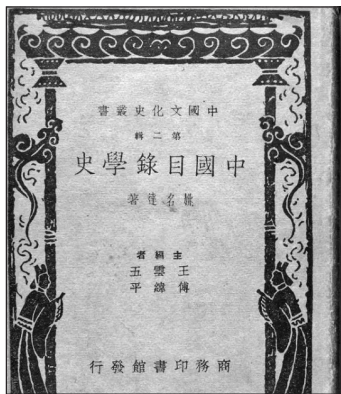 中國文化史叢書
第二輯
中國目錄學史
姚名達著
主編者
王雲五
傅緯平
商務印書館發行